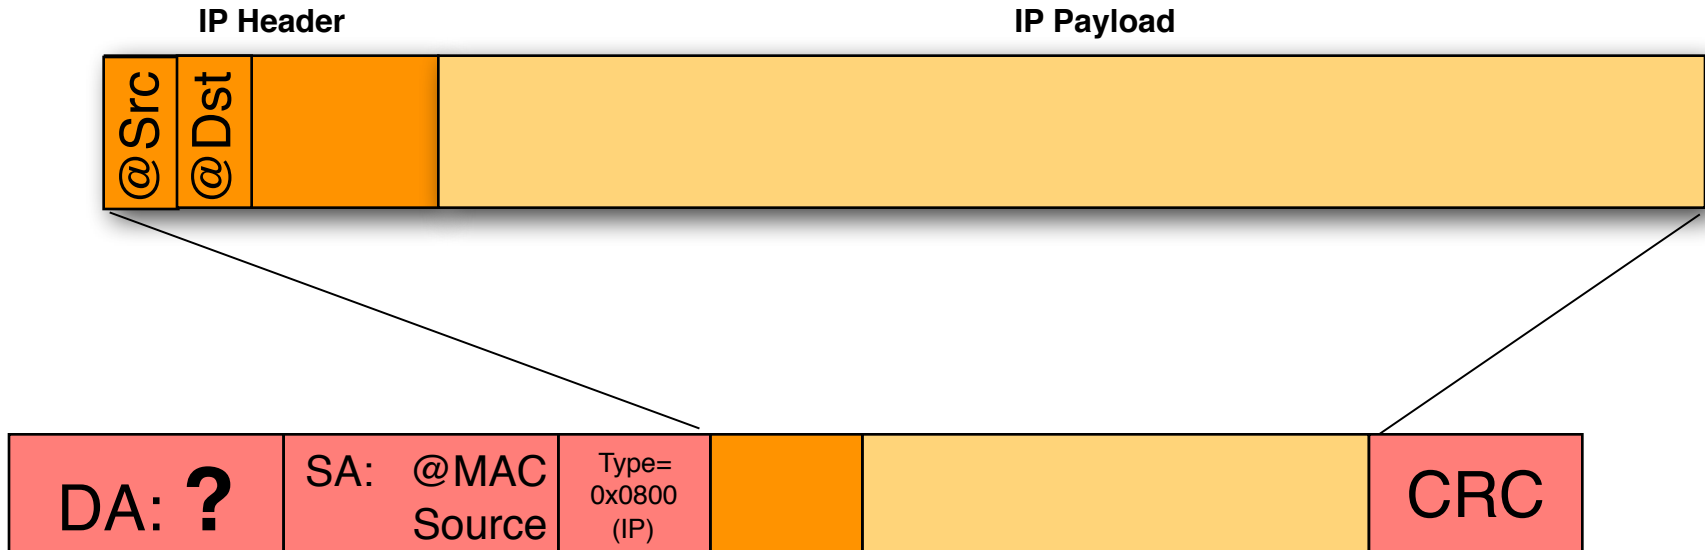 IP Header
IP Payload
@Src
@Dst
DA: ?
SA: @MAC
Source
Type=
0x0800
(IP)
CRC